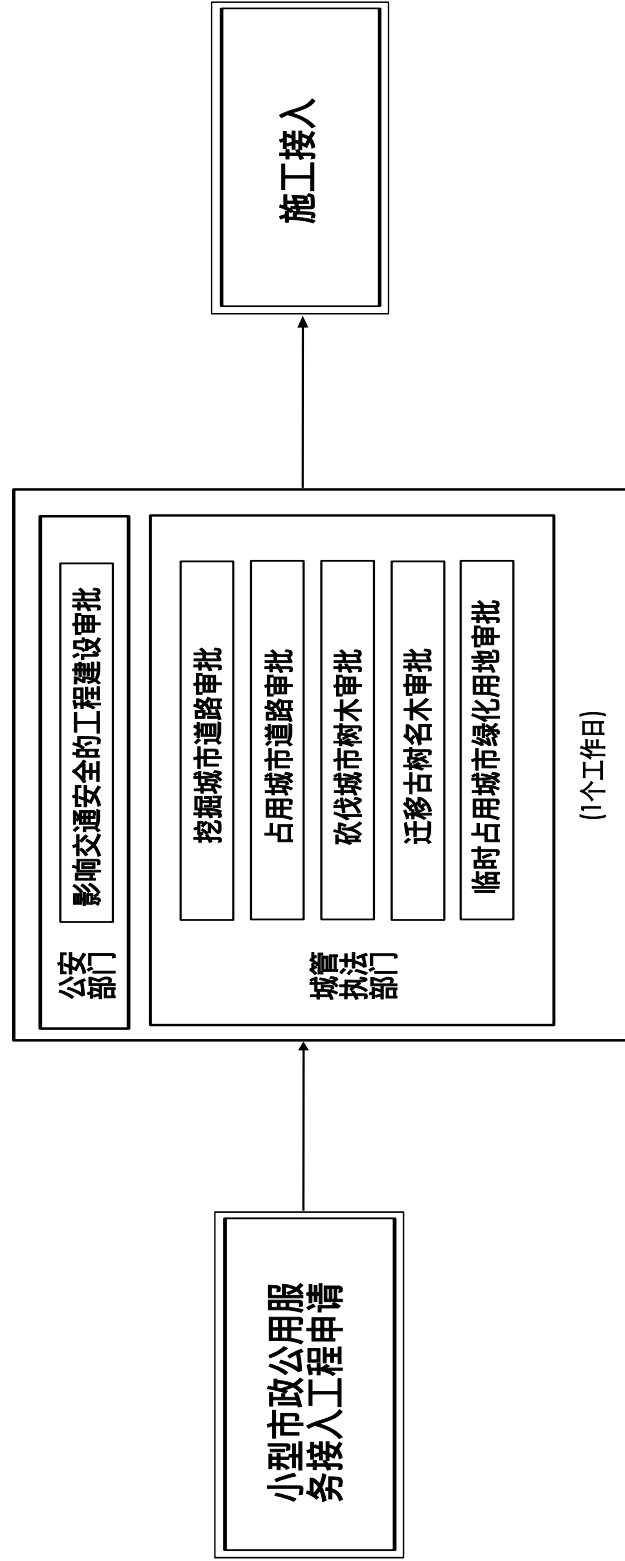 小型市政公用服
务接入工程申请
公安
部门
影响交通安全的工程建设审批
城管
执法
部门
挖掘城市道路审批
占用城市道路审批
砍伐城市树木审批
迁移古树名木审批
临时占用城市绿化用地审批
(1个工作日)
施工接入